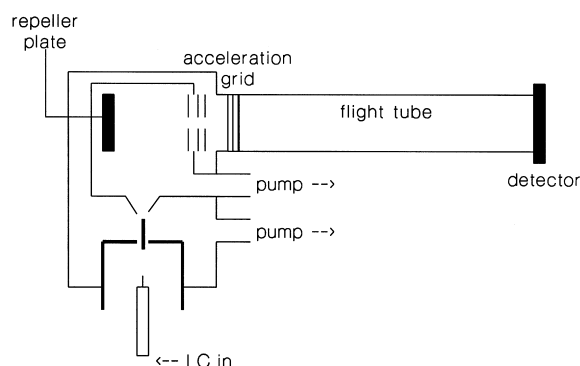 repeller
plate
acceleration
grid
flight tube
detector
pump -->
pump -->
<-- LC in